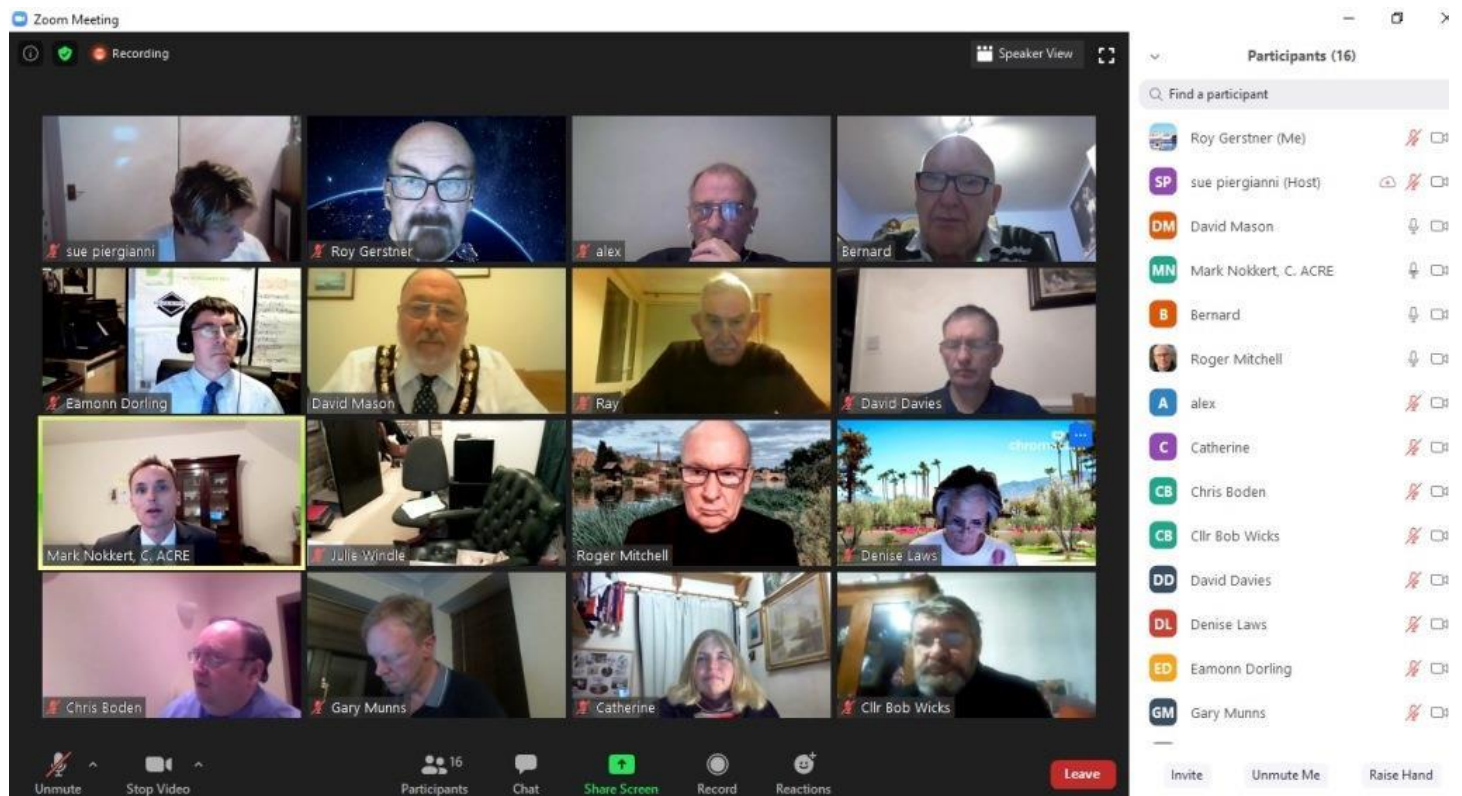 Zoom Meeting
Recording
Speaker View
sue piergianni
Roy Gerstner
alex
Bernard
Eamonn Dorling
David Mason
Ray
David Davies
Mark Nokkert, C. ACRE
Julie Windle
Roger Mitchell
Denise Laws
Chris Boden
Gary Munns
Catherine
Cllr Bob Wicks
Unmute
Stop Video
16
Participants
Chat
Share Screen
Record
Reactions
Leave
Participants (16)
Find a participant
Roy Gerstner (Me)
SP sue piergianni (Host)
DM David Mason
MN Mark Nokkert, C. ACRE
B Bernard
Roger Mitchell
A alex
C Catherine
CB Chris Boden
CB Cllr Bob Wicks
DD David Davies
DL Denise Laws
ED Eamonn Dorling
GM Gary Munns
Invite
Unmute Me
Raise Hand